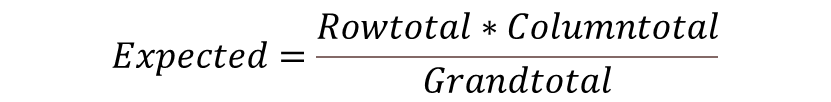 Expected = Rowtotal * Columntotal / Grandtotal